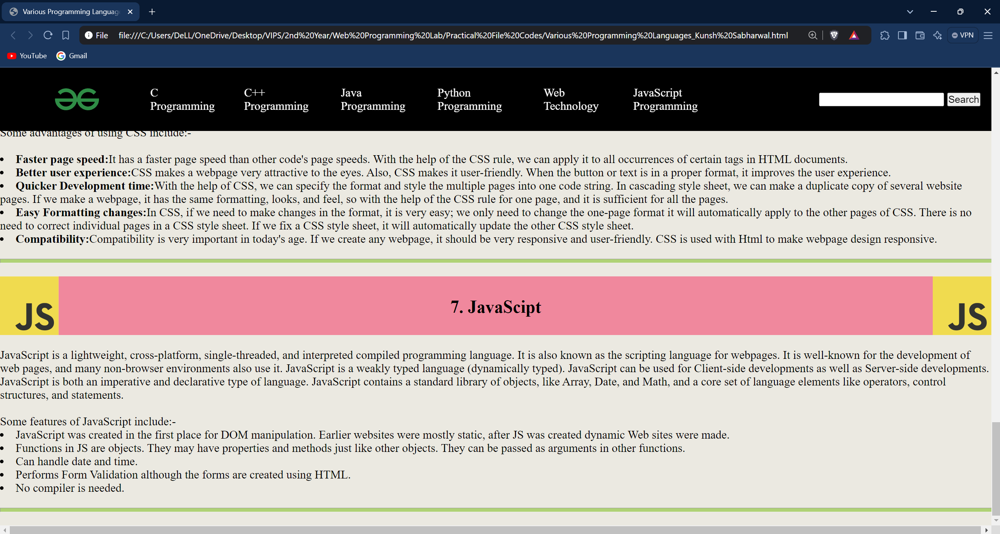 Various Programming Languag
File file:///C:/Users/DeLL/OneDrive/Desktop/VIPS/2nd%20Year/Web%20Programming%20Lab/Practical%20File%20Codes/Various%20Programming%20Languages_Kunsh%20Sabharwal.html VPN
YouTube Gmail
C Programming
C++ Programming
Java Programming
Python Programming
Web Technology
JavaScript Programming
Search
Some advantages of using CSS include:-
• Faster page speed:It has a faster page speed than other code's page speeds. With the help of the CSS rule, we can apply it to all occurrences of certain tags in HTML documents.
• Better user experience:CSS makes a webpage very attractive to the eyes. Also, CSS makes it user-friendly. When the button or text is in a proper format, it improves the user experience.
• Quicker Development time:With the help of CSS, we can specify the format and style the multiple pages into one code string. In cascading style sheet, we can make a duplicate copy of several website
pages. If we make a webpage, it has the same formatting, looks, and feel, so with the help of the CSS rule for one page, and it is sufficient for all the pages.
• Easy Formatting changes:In CSS, if we need to make changes in the format, it is very easy; we only need to change the one-page format it will automatically apply to the other pages of CSS. There is no
need to correct individual pages in a CSS style sheet. If we fix a CSS style sheet, it will automatically update the other CSS style sheet.
• Compatibility:Compatibility is very important in today's age. If we create any webpage, it should be very responsive and user-friendly. CSS is used with Html to make webpage design responsive.
JS
7. JavaScipt
JS
JavaScript is a lightweight, cross-platform, single-threaded, and interpreted compiled programming language. It is also known as the scripting language for webpages. It is well-known for the development of
web pages, and many non-browser environments also use it. JavaScript is a weakly typed language (dynamically typed). JavaScript can be used for Client-side developments as well as Server-side developments.
JavaScript is both an imperative and declarative type of language. JavaScript contains a standard library of objects, like Array, Date, and Math, and a core set of language elements like operators, control
structures, and statements.
Some features of JavaScript include:-
• JavaScript was created in the first place for DOM manipulation. Earlier websites were mostly static, after JS was created dynamic Web sites were made.
• Functions in JS are objects. They may have properties and methods just like other objects. They can be passed as arguments in other functions.
• Can handle date and time.
• Performs Form Validation although the forms are created using HTML.
• No compiler is needed.